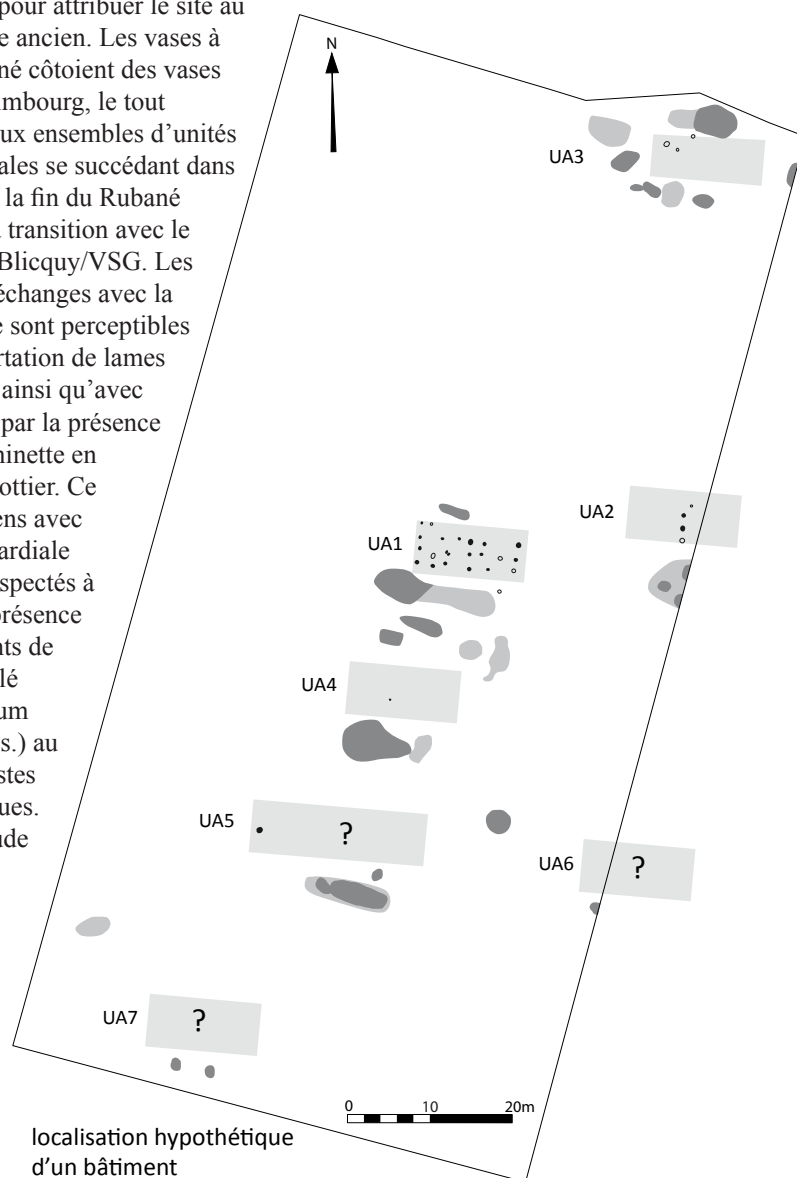 pour attribuer le site au
e ancien. Les vases à
né côtoient des vases
imbourg, le tout
ux ensembles d’unités
ales se succédant dans
la fin du Rubané
transition avec le
Blicquy/VSG. Les
échanges avec la
e sont perceptibles
rtation de lames
ainsi qu’avec
par la présence
ninette en
ottier. Ce
ens avec
ardiale
spectés à
présence
nts de
lé
um
s.) au
stes
ues.
ude
N
UA3
UA2
UA1
UA4
UA5
?
UA6
?
UA7
?
0 10 20m
localisation hypothétique
d’un bâtiment